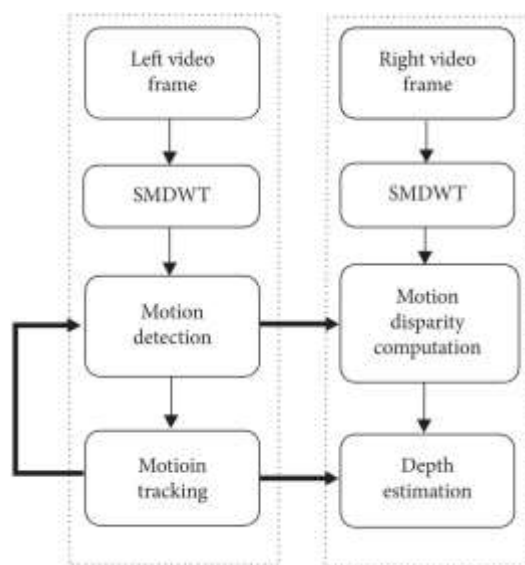 Left video
frame
SMDWT
Motion
detection
Motioin
tracking
Right video
frame
SMDWT
Motion
disparity
computation
Depth
estimation